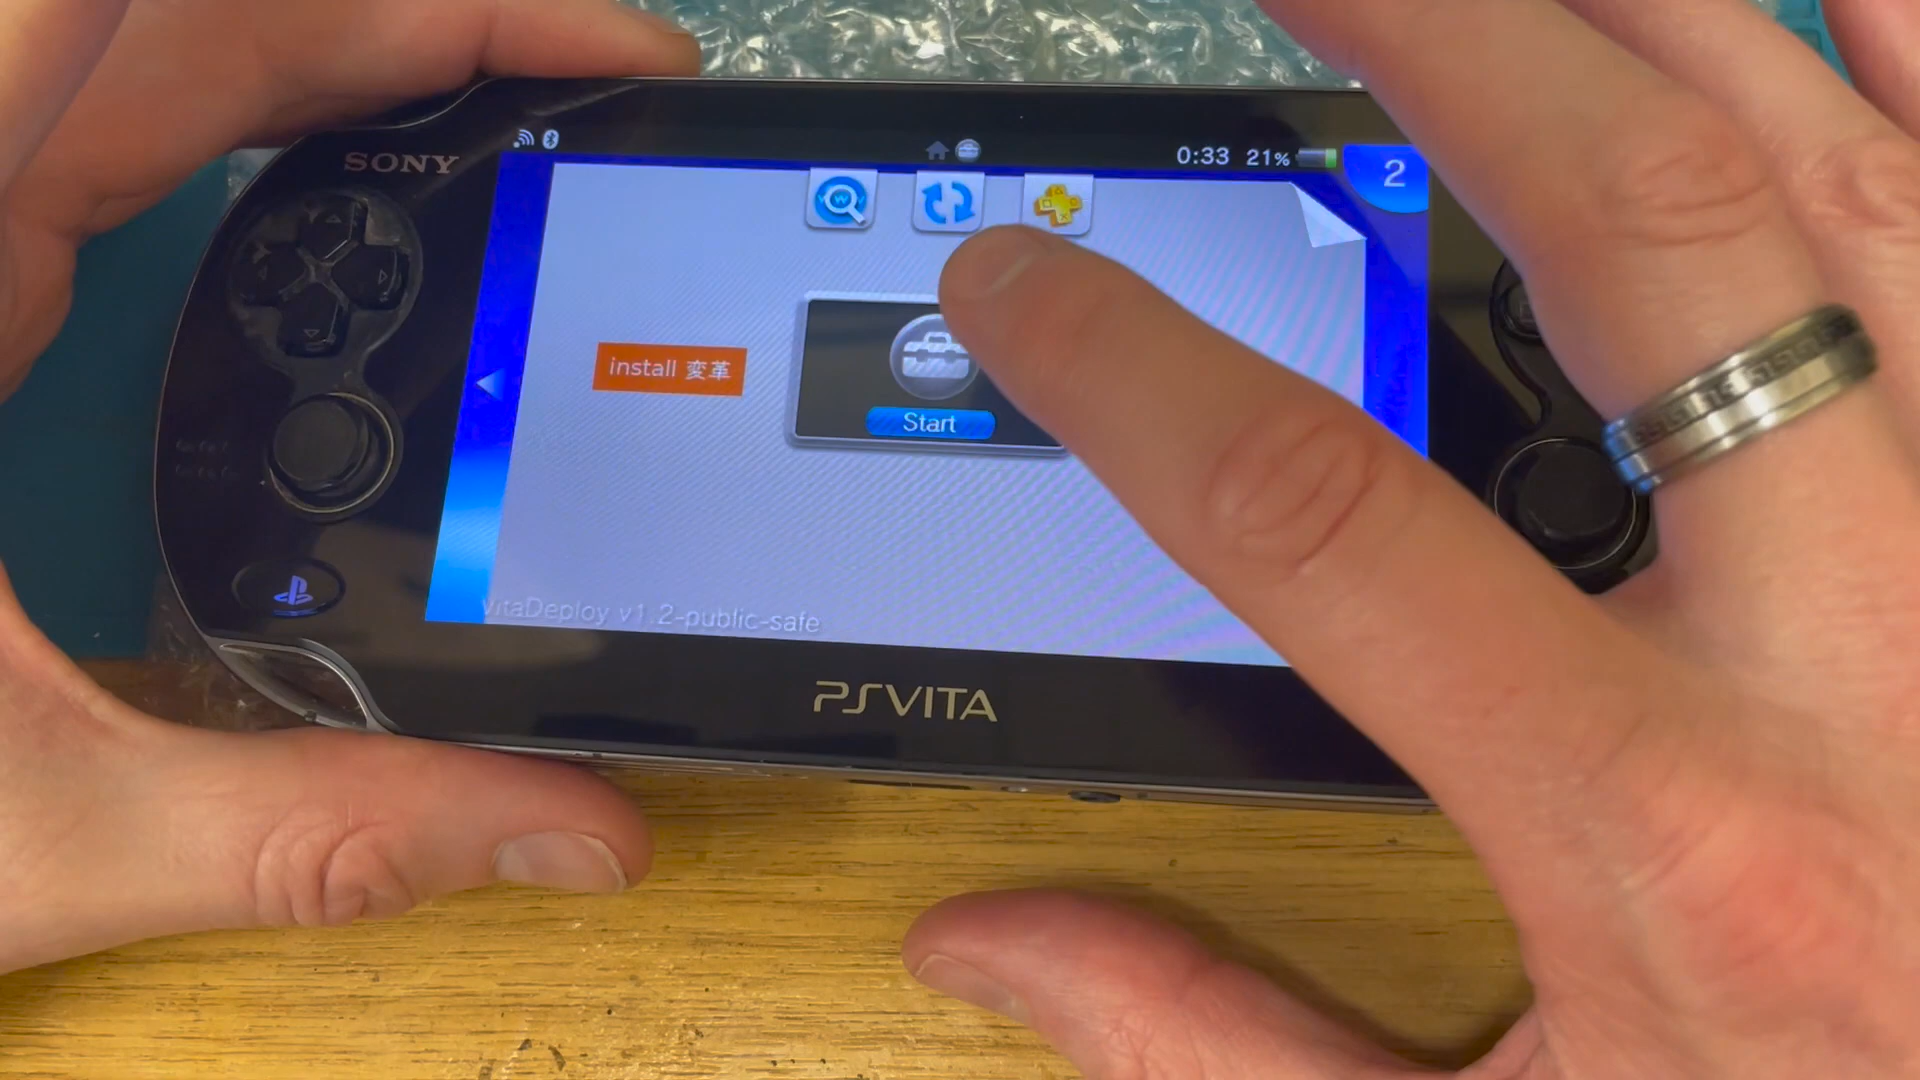 SONY
0:33 21%
2
install 変革
Start
VitaDeploy v1.2-public-safe
PSVITA